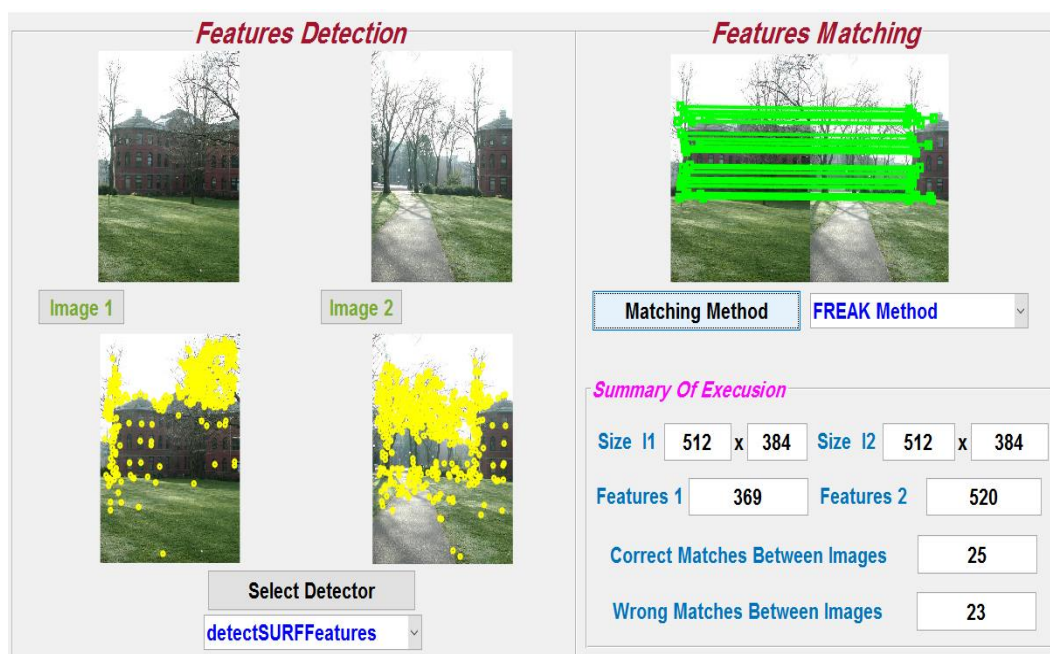 Features Detection
Features Matching
Image 1
Image 2
Matching Method
FREAK Method
Summary Of Execusion
Size I1 512 x 384 Size I2 512 x 384
Features 1 369 Features 2 520
Correct Matches Between Images 25
Wrong Matches Between Images 23
Select Detector
detectSURFFeatures